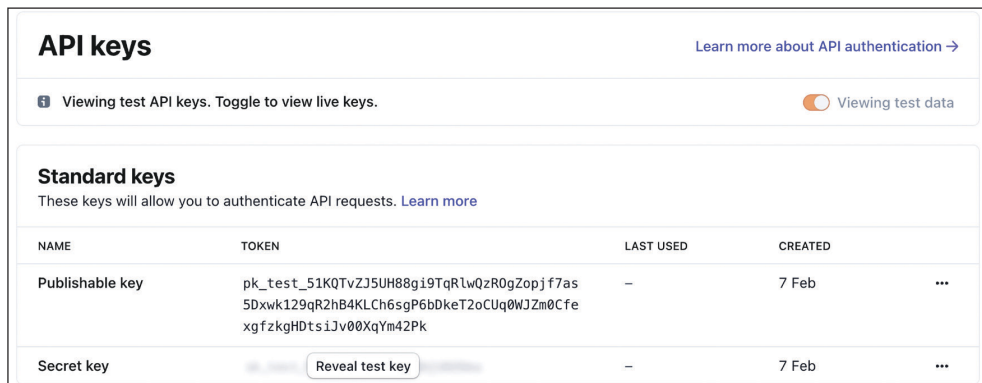 API keys
Learn more about API authentication →
Viewing test API keys. Toggle to view live keys.
Viewing test data
Standard keys
These keys will allow you to authenticate API requests. Learn more
NAME TOKEN LAST USED CREATED
Publishable key pk_test_51KQTvZJ5UH88gi9TqRlwQzROgZopjf7as – 7 Feb •••
5Dxwk129qR2hB4KLCh6sgP6bDkeT2oCUq0WJZm0Cfe
xgfzkgHDtsiJv00XqYm42Pk
Secret key Reveal test key – 7 Feb •••